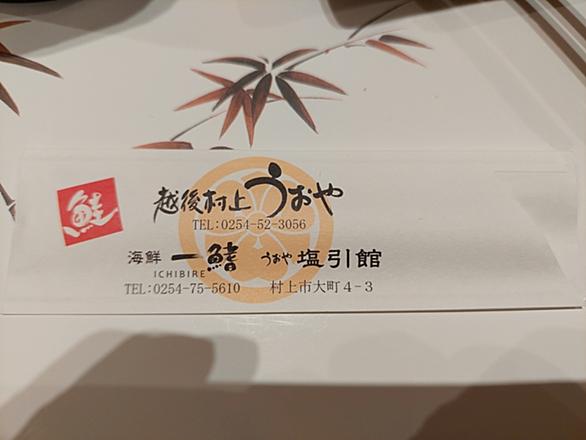 鮭
越後村上うおや
TEL:0254-52-3056
海鮮 一鰭 うおや 塩引館
ICHIBIRE
TEL:0254-75-5610 村上市大町4-3